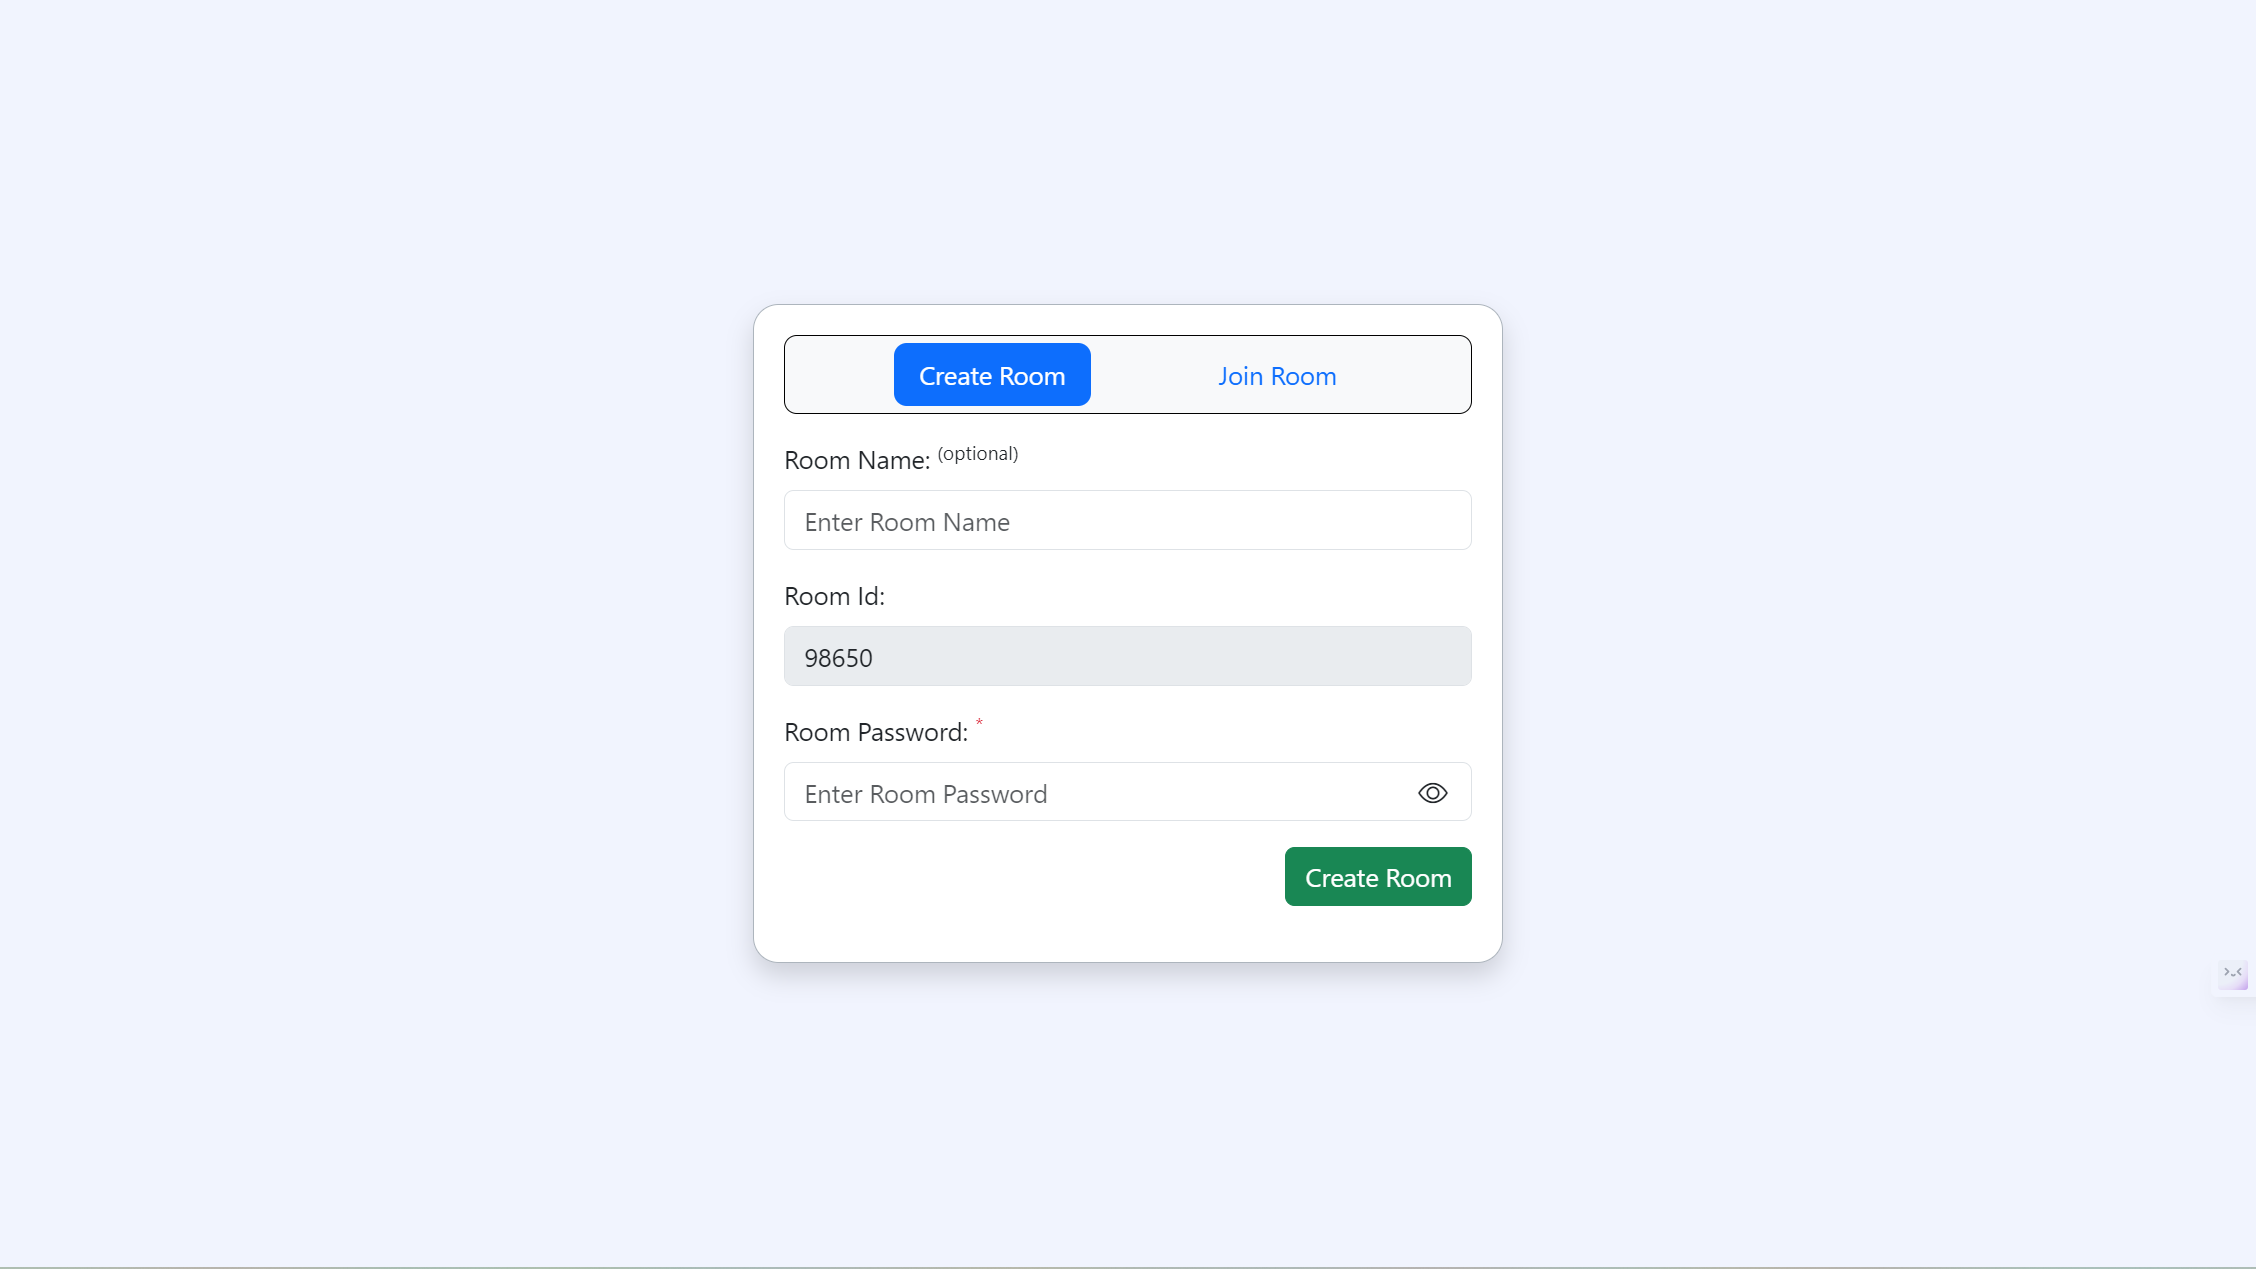 Create Room Join Room
Room Name: (optional)
Enter Room Name
Room Id:
98650
Room Password: *
Enter Room Password
Create Room